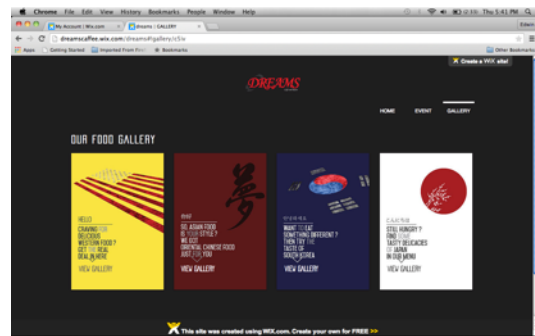 Chrome File Edit View History Bookmarks People Window Help
Thu 5:41 PM
My Account | Wix.com
dreams | GALLERY
Edwin
dreamscaffee.wix.com/dreams#!gallery/c5iv
Apps Getting Started Imported From Firef Bookmarks
Other Bookmarks
Create a WiX site!
DREAMS
HOME EVENT GALLERY
OUR FOOD GALLERY
HELLO
CRAVING FOR
DELICIOUS
WESTERN FOOD ?
GET THE REAL
DEAL IN HERE
VIEW GALLERY
夢
SO, ASIAN FOOD
IS YOUR STYLE ?
WE GOT
ORIENTAL CHINESE FOOD
JUST FOR YOU
VIEW GALLERY
WANT TO EAT
SOMETHING DIFFERENT ?
THEN TRY THE
TASTE OF
SOUTH KOREA
VIEW GALLERY
STILL HUNGRY ?
FIND SOME
TASTY DELICACIES
OF JAPAN
IN OUR MENU
VIEW GALLERY
This site was created using WIX.com. Create your own for FREE >>